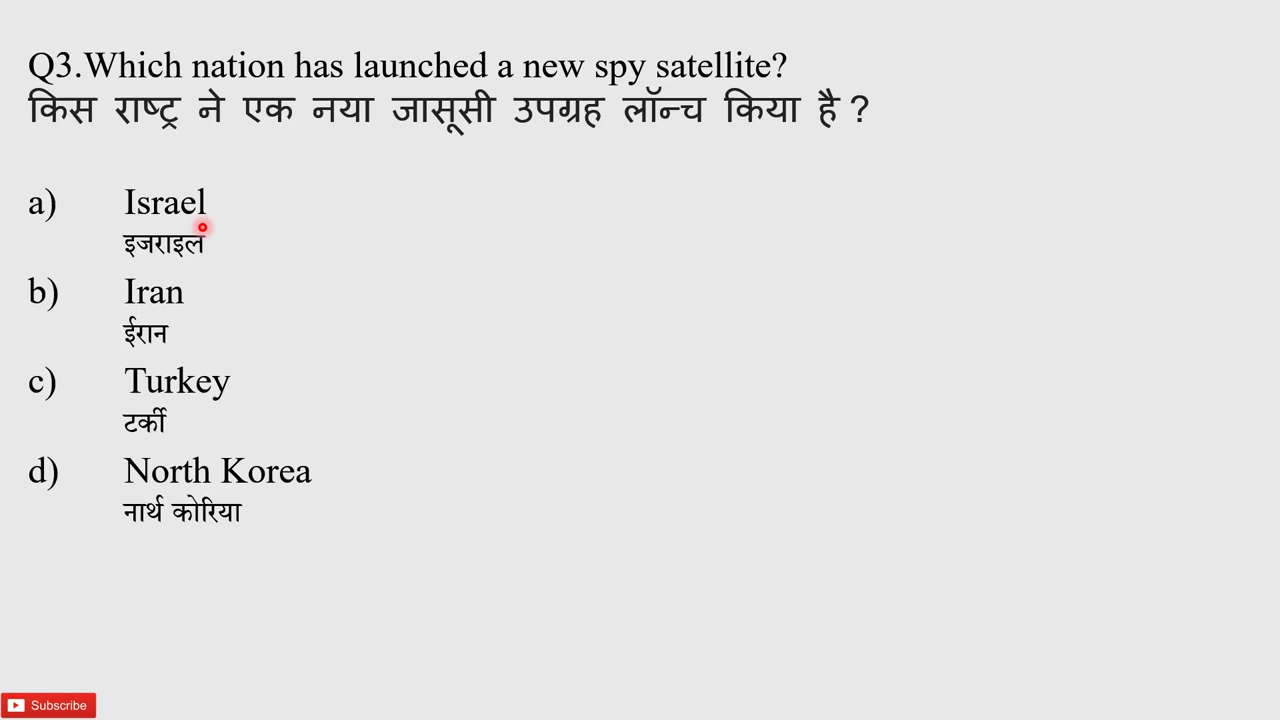 Q3.Which nation has launched a new spy satellite?
किस राष्ट्र ने एक नया जासूसी उपग्रह लॉन्च किया है ?
a) Israel
इजराइल
b) Iran
ईरान
c) Turkey
टर्की
d) North Korea
नार्थ कोरिया
Subscribe